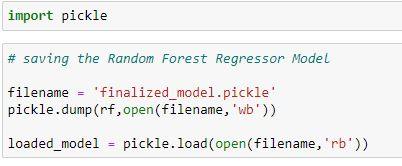 import pickle
# saving the Random Forest Regressor Model
filename = 'finalized_model.pickle'
pickle.dump(rf,open(filename,'wb'))
loaded_model = pickle.load(open(filename,'rb'))